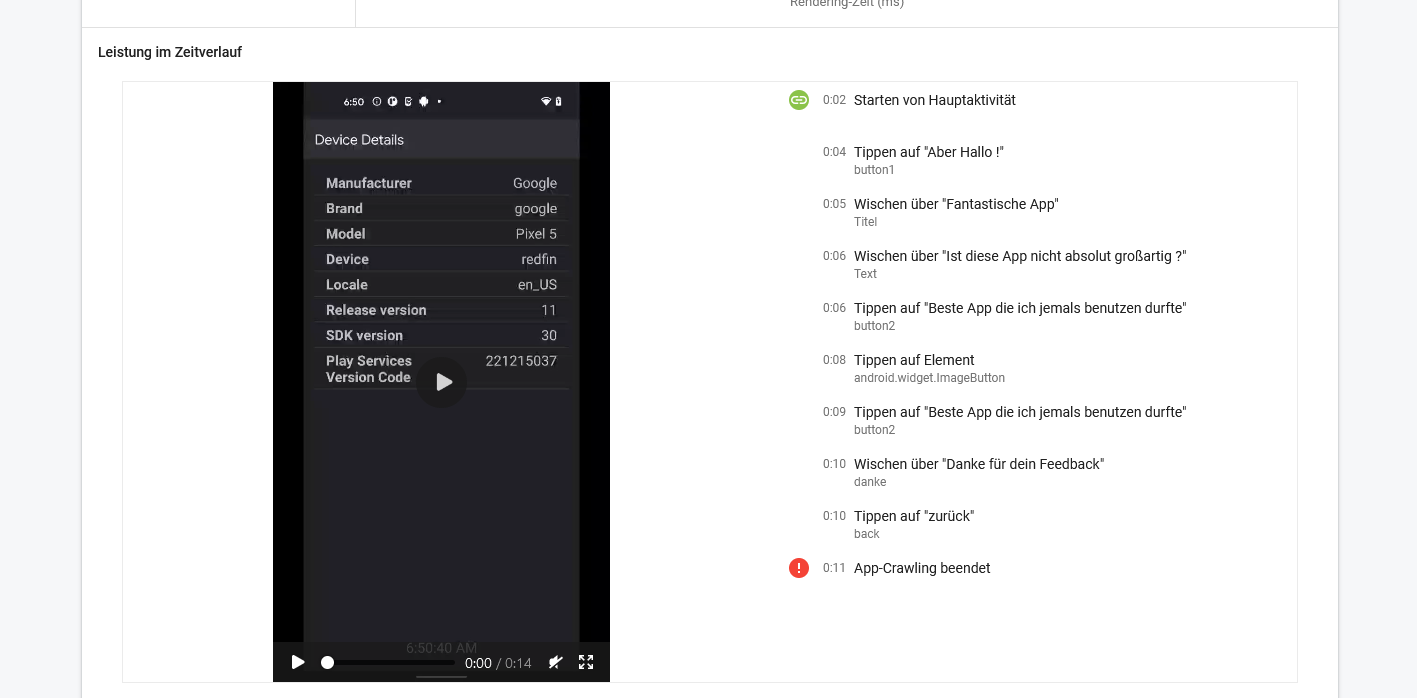 Rendering-Zeit (ms)
Leistung im Zeitverlauf
6:50
Device Details
Manufacturer Google
Brand google
Model Pixel 5
Device redfin
Locale en_US
Release version 11
SDK version 30
Play Services 221215037
Version Code
6:50:40 AM
0:00 / 0:14
0:02 Starten von Hauptaktivität
0:04 Tippen auf "Aber Hallo !"
button1
0:05 Wischen über "Fantastische App"
Titel
0:06 Wischen über "Ist diese App nicht absolut großartig ?"
Text
0:06 Tippen auf "Beste App die ich jemals benutzen durfte"
button2
0:08 Tippen auf Element
android.widget.ImageButton
0:09 Tippen auf "Beste App die ich jemals benutzen durfte"
button2
0:10 Wischen über "Danke für dein Feedback"
danke
0:10 Tippen auf "zurück"
back
0:11 App-Crawling beendet